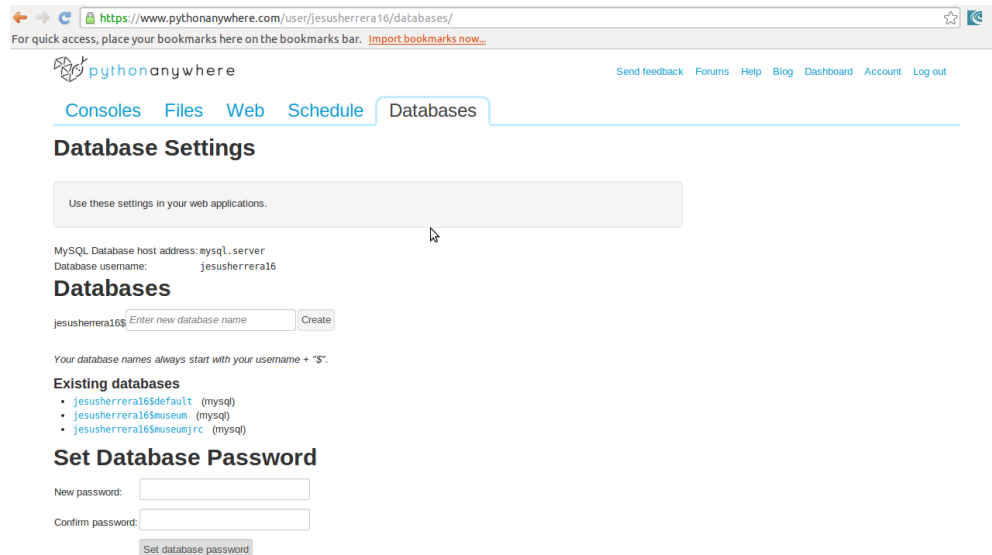 https://www.pythonanywhere.com/user/jesusherrera16/databases/
For quick access, place your bookmarks here on the bookmarks bar. Import bookmarks now...
pythonanywhere
Send feedback Forums Help Blog Dashboard Account Log out
Consoles Files Web Schedule Databases
Database Settings
Use these settings in your web applications.
MySQL Database host address: mysql.server
Database username: jesusherrera16
Databases
jesusherrera16$ Enter new database name Create
Your database names always start with your username + "$".
Existing databases
• jesusherrera16$default (mysql)
• jesusherrera16$museum (mysql)
• jesusherrera16$museumjrc (mysql)
Set Database Password
New password:
Confirm password:
Set database password